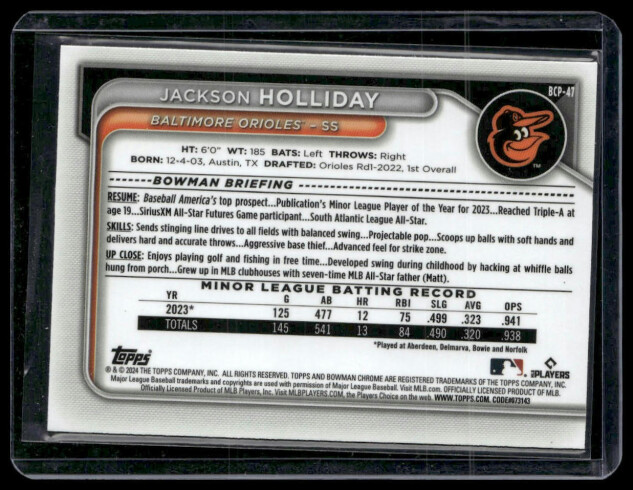 BCP-47
JACKSON HOLLIDAY
BALTIMORE ORIOLES™ – SS
HT: 6'0" WT: 185 BATS: Left THROWS: Right
BORN: 12-4-03, Austin, TX DRAFTED: Orioles Rd1-2022, 1st Overall
BOWMAN BRIEFING
RESUME: Baseball America's top prospect...Publication's Minor League Player of the Year for 2023...Reached Triple-A at
age 19...SiriusXM All-Star Futures Game participant...South Atlantic League All-Star.
SKILLS: Sends stinging line drives to all fields with balanced swing...Projectable pop...Scoops up balls with soft hands and
delivers hard and accurate throws...Aggressive base thief...Advanced feel for strike zone.
UP CLOSE: Enjoys playing golf and fishing in free time...Developed swing during childhood by hacking at whiffle balls
hung from porch...Grew up in MLB clubhouses with seven-time MLB All-Star father (Matt).
MINOR LEAGUE BATTING RECORD
YR G AB HR RBI SLG AVG OPS
2023* 125 477 12 75 .499 .323 .941
TOTALS 145 541 13 84 .490 .320 .938
*Played at Aberdeen, Delmarva, Bowie and Norfolk
Topps
PLAYERS
® & © 2024 THE TOPPS COMPANY, INC. ALL RIGHTS RESERVED. TOPPS AND BOWMAN CHROME ARE REGISTERED TRADEMARKS OF THE TOPPS COMPANY, INC.
Major League Baseball trademarks and copyrights are used with permission of Major League Baseball. Visit MLB.com. OFFICIALLY LICENSED PRODUCT OF MLB.
Officially Licensed Product of MLB Players, Inc. Visit MLBPLAYERS.COM, the Players Choice on the web. WWW.TOPPS.COM. CODE#673143